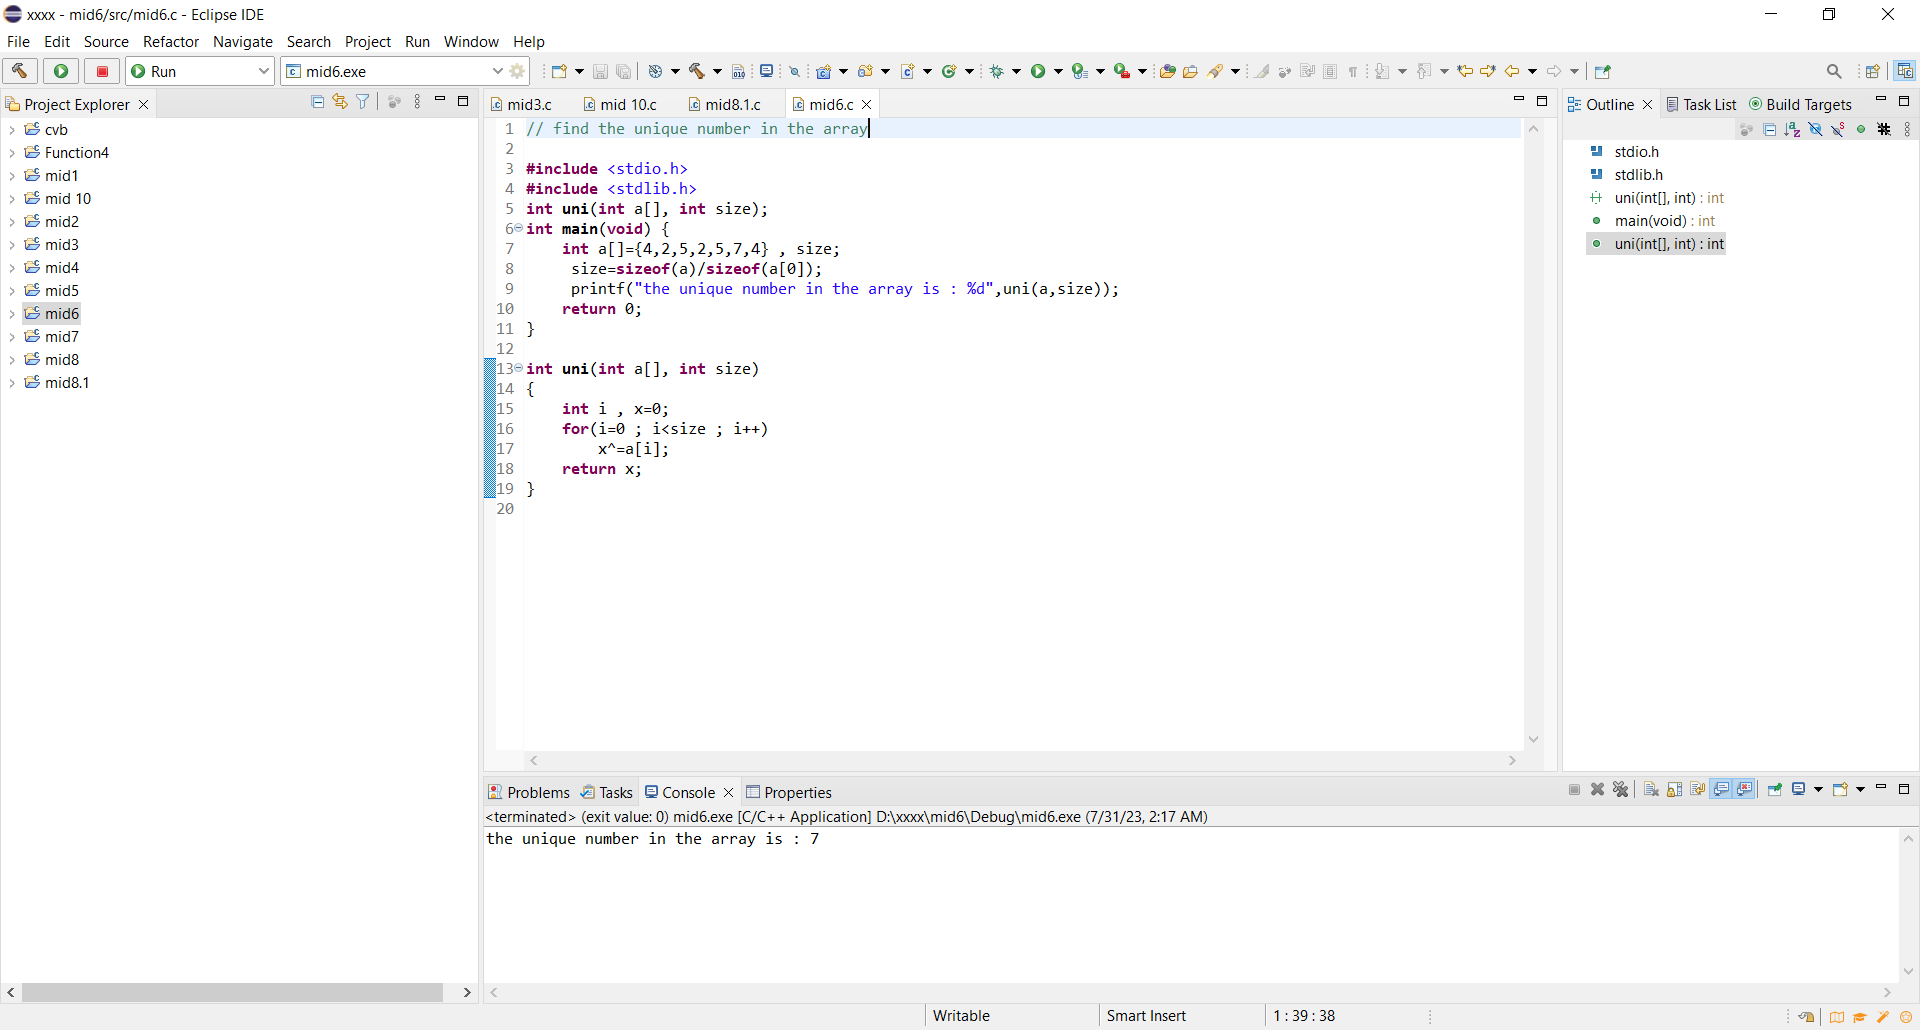 xxxx - mid6/src/mid6.c - Eclipse IDE
File Edit Source Refactor Navigate Search Project Run Window Help
Run
mid6.exe
Project Explorer
cvb
Function4
mid1
mid 10
mid2
mid3
mid4
mid5
mid6
mid7
mid8
mid8.1
mid3.c mid 10.c mid8.1.c mid6.c
1 // find the unique number in the array
2
3 #include <stdio.h>
4 #include <stdlib.h>
5 int uni(int a[], int size);
6 int main(void) {
7     int a[]={4,2,5,2,5,7,4} , size;
8      size=sizeof(a)/sizeof(a[0]);
9      printf("the unique number in the array is : %d",uni(a,size));
10     return 0;
11 }
12
13 int uni(int a[], int size)
14 {
15     int i , x=0;
16     for(i=0 ; i<size ; i++)
17         x^=a[i];
18     return x;
19 }
20
Outline Task List Build Targets
stdio.h
stdlib.h
uni(int[], int) : int
main(void) : int
uni(int[], int) : int
Problems Tasks Console Properties
<terminated> (exit value: 0) mid6.exe [C/C++ Application] D:\xxxx\mid6\Debug\mid6.exe (7/31/23, 2:17 AM)
the unique number in the array is : 7
Writable Smart Insert 1 : 39 : 38